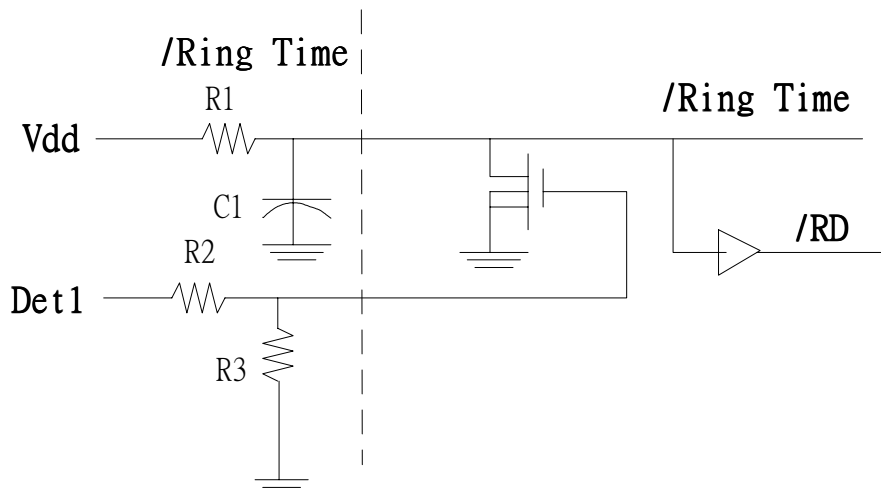 /Ring Time
R1
/Ring Time
Vdd
C1
/RD
R2
Det1
R3